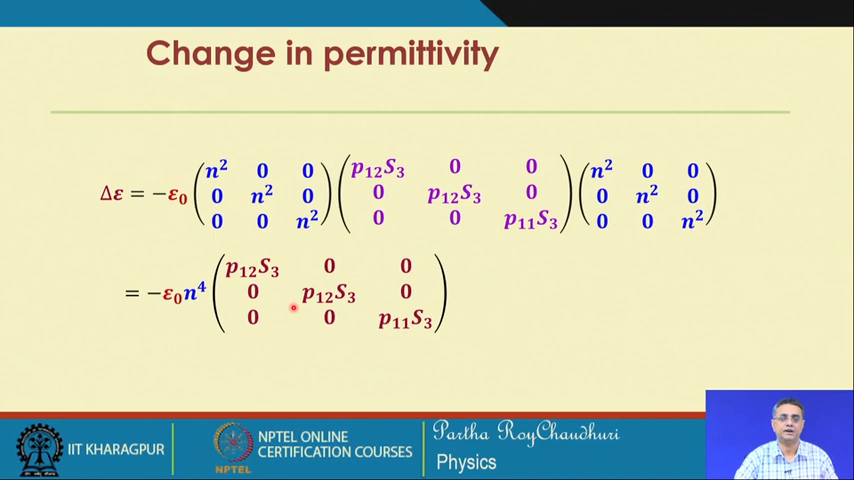 Change in permittivity
Δε = −ε₀ (n² 0 0) (p₁₂S₃ 0 0) (n² 0 0)
(0 n² 0) (0 p₁₂S₃ 0) (0 n² 0)
(0 0 n²) (0 0 p₁₁S₃) (0 0 n²)
= −ε₀n⁴ (p₁₂S₃ 0 0)
(0 p₁₂S₃ 0)
(0 0 p₁₁S₃)
IIT KHARAGPUR
NPTEL
NPTEL ONLINE
CERTIFICATION COURSES
Partha RoyChaudhuri
Physics